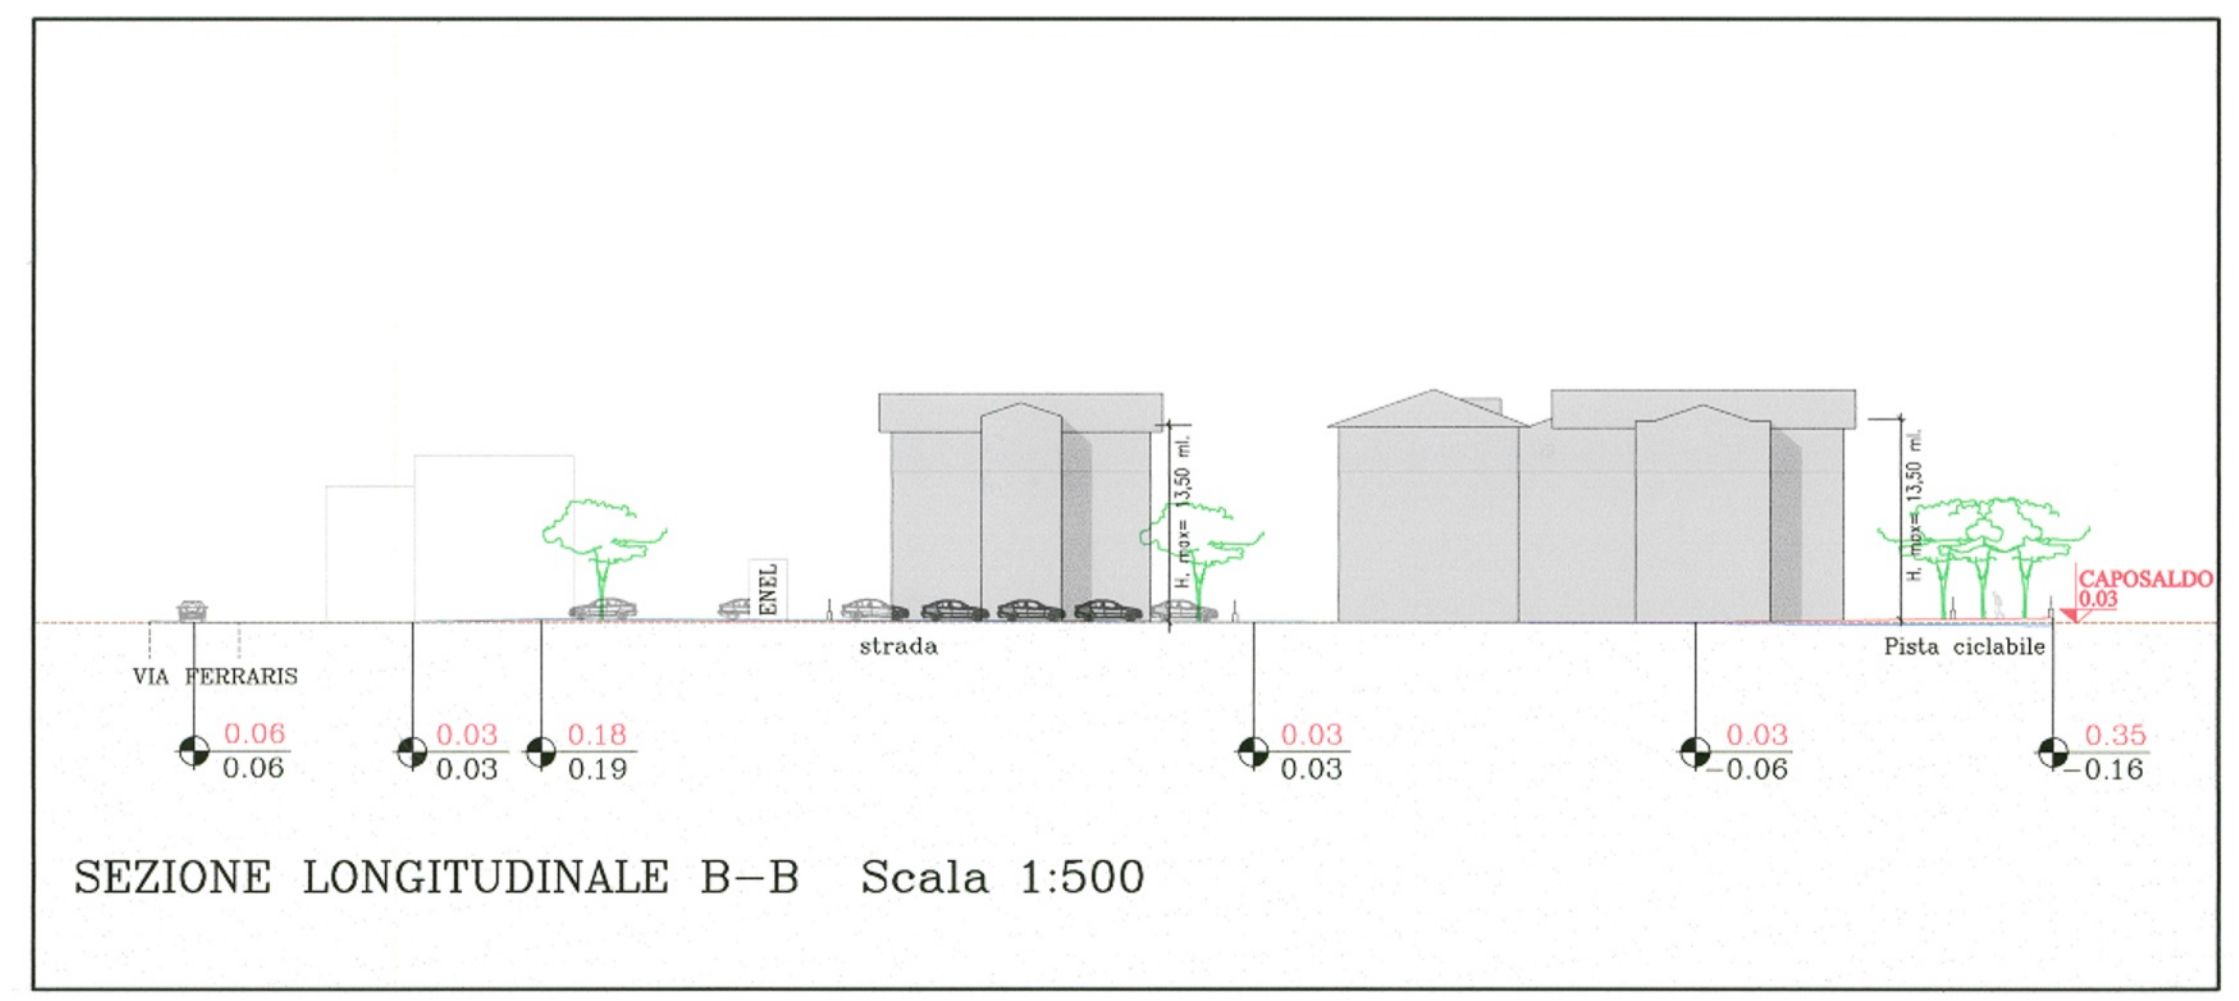 ENEL
H. max= 13,50 ml.
H. max= 13,50 ml.
CAPOSALDO
0.03
strada
Pista ciclabile
VIA FERRARIS
0.06
0.06
0.03
0.03
0.18
0.19
0.03
0.03
0.03
-0.06
0.35
-0.16
SEZIONE LONGITUDINALE B-B Scala 1:500